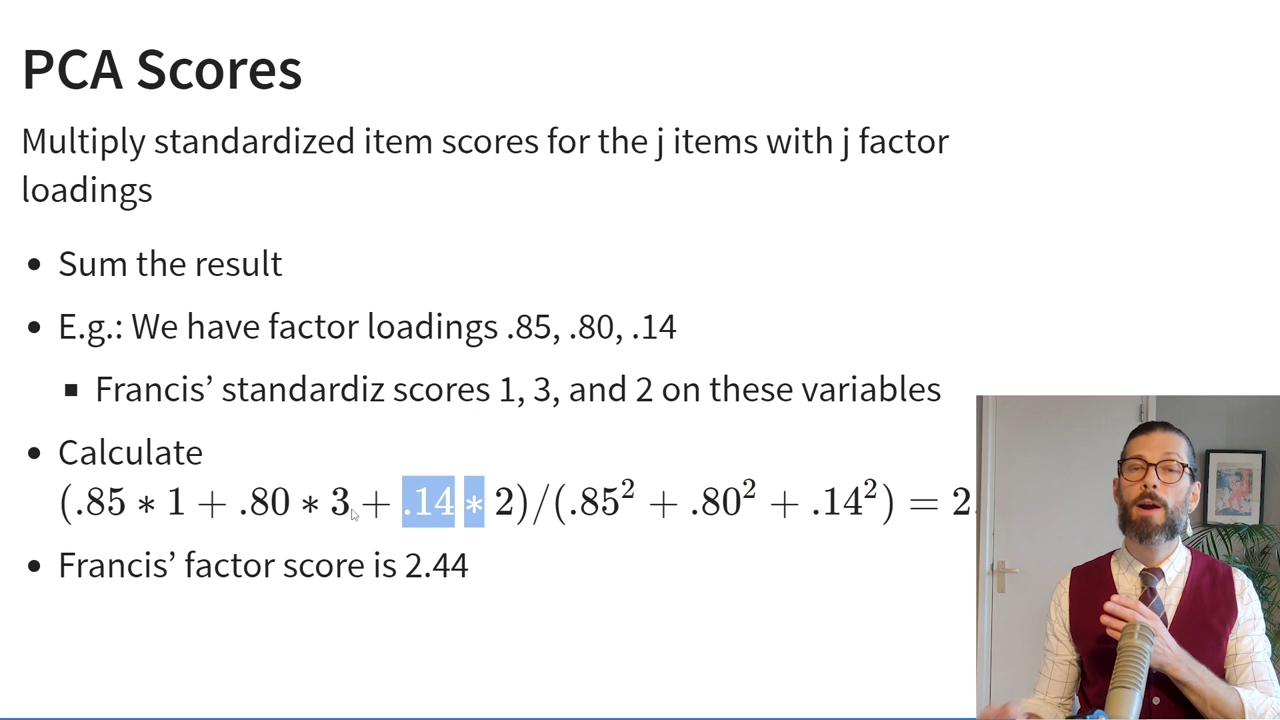 PCA Scores
Multiply standardized item scores for the j items with j factor
loadings
• Sum the result
• E.g.: We have factor loadings .85, .80, .14
▪ Francis’ standardiz scores 1, 3, and 2 on these variables
• Calculate
(.85 * 1 + .80 * 3 + .14 * 2)/(.85² + .80² + .14²) = 2.
• Francis’ factor score is 2.44